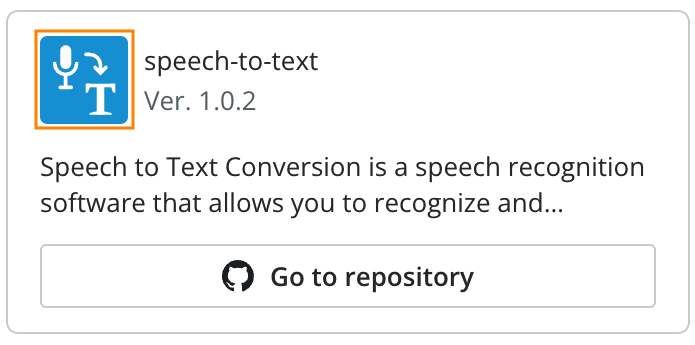 T
speech-to-text
Ver. 1.0.2
Speech to Text Conversion is a speech recognition
software that allows you to recognize and...
Go to repository